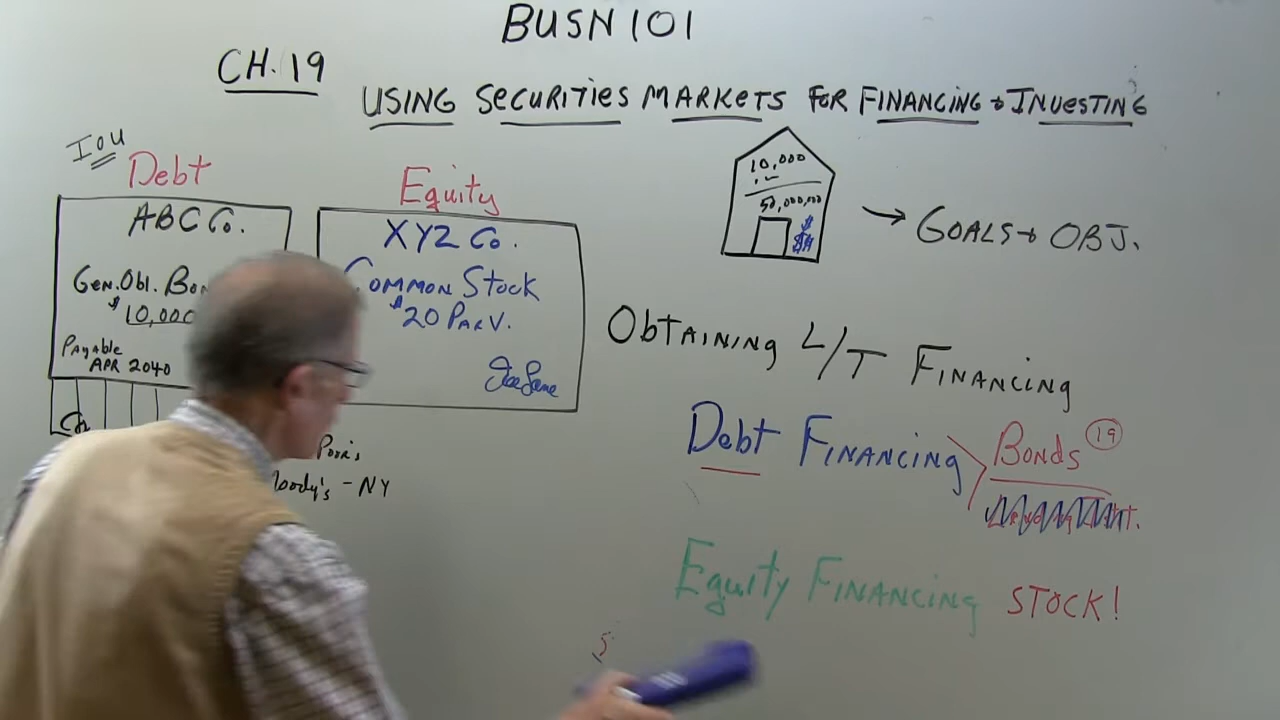 BUSN 101
CH. 19
USING SECURITIES MARKETS FOR FINANCING + INVESTING
IOU
Debt
ABC Co.
Gen. Obl.
$10,000
Payable
APR 2040
Equity
XYZ Co.
COMMON STOCK
$20 PAR V.
Poor's
- NY
10,000
50,000,000
$
$$
→ GOALS + OBJ.
OBTAINING L/T FINANCING
Debt FINANCING
BONDS 19
Equity FINANCING STOCK!